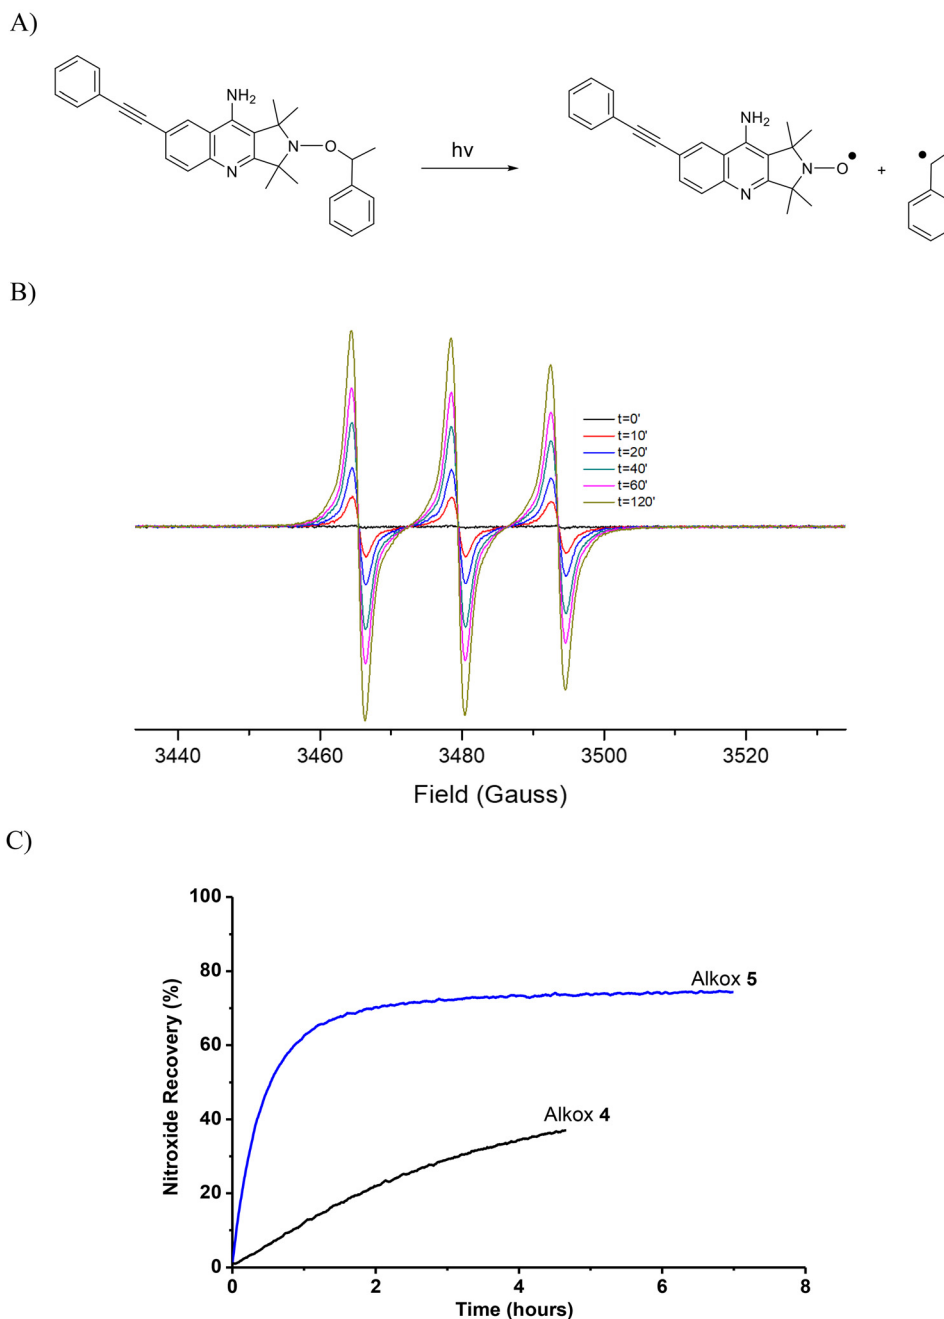 A)
NH₂
N
O
N
hν
NH₂
N
O
N
+
B)
t=0'
t=10'
t=20'
t=40'
t=60'
t=120'
3440
3460
3480
3500
3520
Field (Gauss)
C)
100
80
60
40
20
0
Nitroxide Recovery (%)
Alkox 5
Alkox 4
0
2
4
6
8
Time (hours)